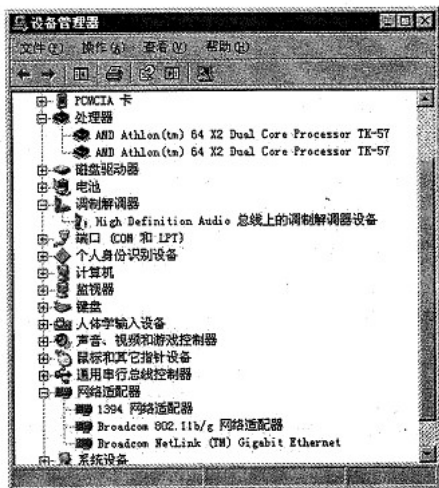 设备管理器
文件(F) 操作(A) 查看(V) 帮助(H)
PCMCIA 卡
处理器
AMD Athlon(tm) 64 X2 Dual Core Processor TK-57
AMD Athlon(tm) 64 X2 Dual Core Processor TK-57
磁盘驱动器
电池
调制解调器
High Definition Audio 总线上的调制解调器设备
端口 (COM 和 LPT)
个人身份识别设备
计算机
监视器
键盘
人体学输入设备
声音、视频和游戏控制器
鼠标和其它指针设备
通用串行总线控制器
网络适配器
1394 网络适配器
Broadcom 802.11b/g 网络适配器
Broadcom NetLink (TM) Gigabit Ethernet
系统设备